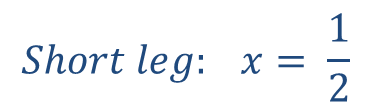 Short leg: x = 1/2